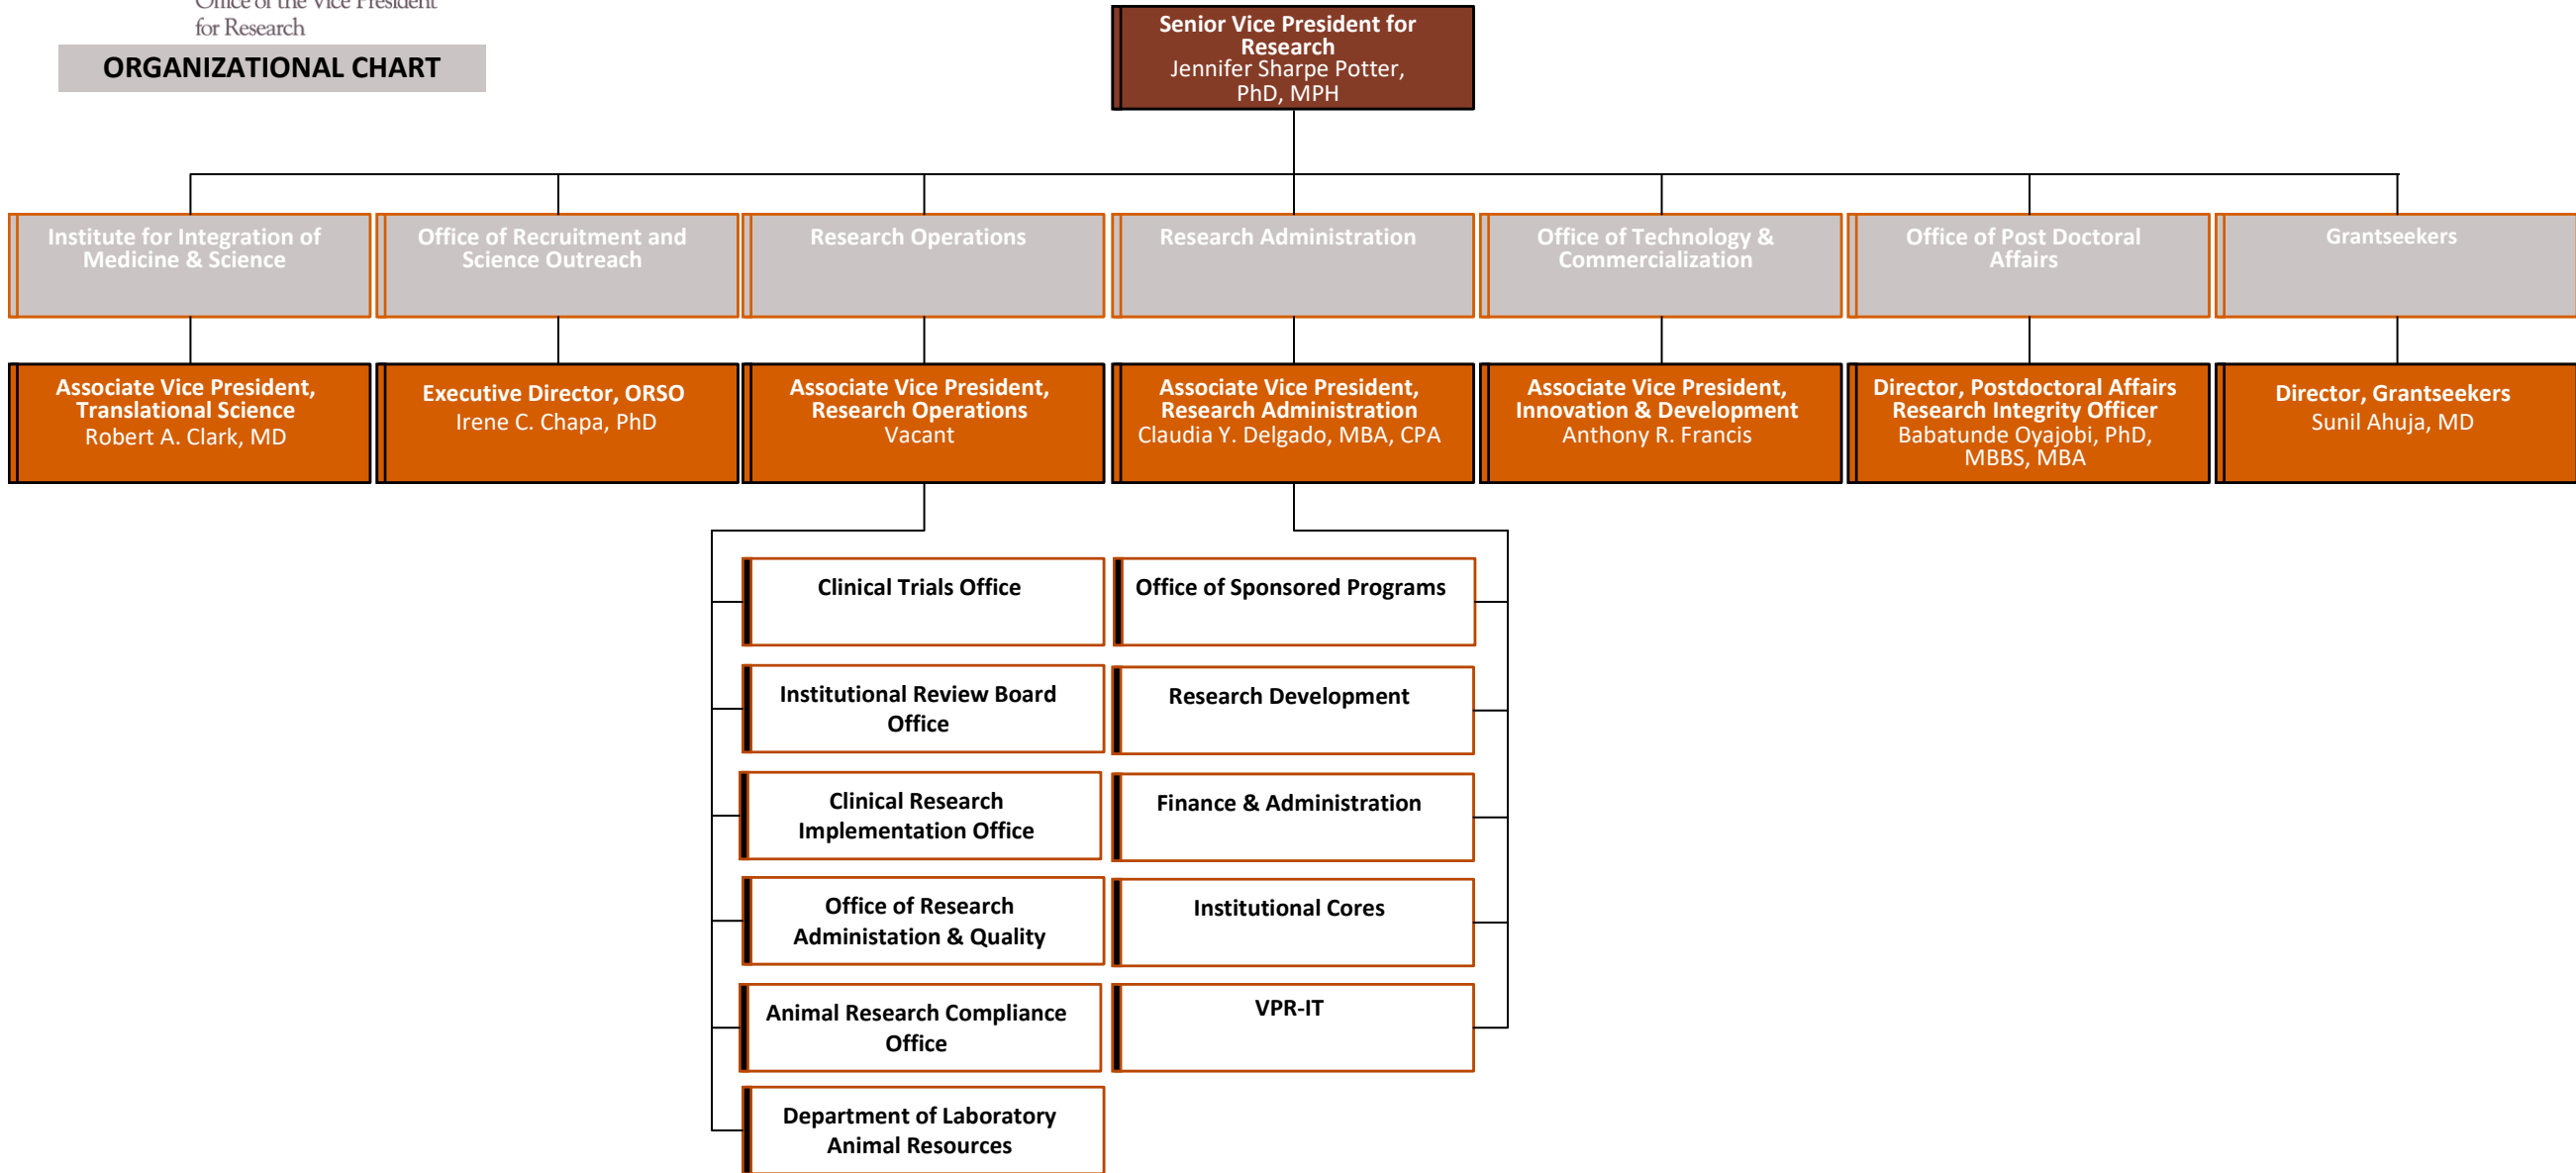 Office of the Vice President
for Research
ORGANIZATIONAL CHART
Senior Vice President for
Research
Jennifer Sharpe Potter,
PhD, MPH
Institute for Integration of
Medicine & Science
Office of Recruitment and
Science Outreach
Research Operations
Research Administration
Office of Technology &
Commercialization
Office of Post Doctoral
Affairs
Grantseekers
Associate Vice President,
Translational Science
Robert A. Clark, MD
Executive Director, ORSO
Irene C. Chapa, PhD
Associate Vice President,
Research Operations
Vacant
Associate Vice President,
Research Administration
Claudia Y. Delgado, MBA, CPA
Associate Vice President,
Innovation & Development
Anthony R. Francis
Director, Postdoctoral Affairs
Research Integrity Officer
Babatunde Oyajobi, PhD,
MBBS, MBA
Director, Grantseekers
Sunil Ahuja, MD
Clinical Trials Office
Institutional Review Board
Office
Clinical Research
Implementation Office
Office of Research
Administation & Quality
Animal Research Compliance
Office
Department of Laboratory
Animal Resources
Office of Sponsored Programs
Research Development
Finance & Administration
Institutional Cores
VPR-IT